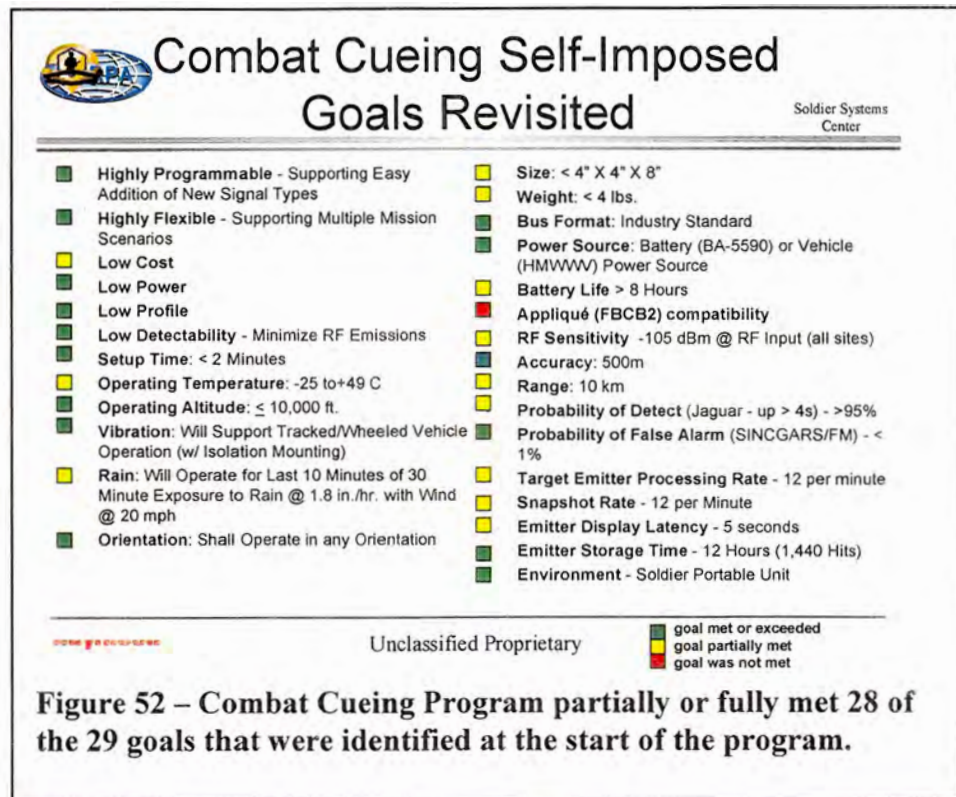 Combat Cueing Self-Imposed
Goals Revisited
Soldier Systems
Center
Highly Programmable - Supporting Easy
Addition of New Signal Types
Highly Flexible - Supporting Multiple Mission
Scenarios
Low Cost
Low Power
Low Profile
Low Detectability - Minimize RF Emissions
Setup Time: < 2 Minutes
Operating Temperature: -25 to+49 C
Operating Altitude: ≤ 10,000 ft.
Vibration: Will Support Tracked/Wheeled Vehicle
Operation (w/ Isolation Mounting)
Rain: Will Operate for Last 10 Minutes of 30
Minute Exposure to Rain @ 1.8 in./hr. with Wind
@ 20 mph
Orientation: Shall Operate in any Orientation
Size: < 4" X 4" X 8"
Weight: < 4 lbs.
Bus Format: Industry Standard
Power Source: Battery (BA-5590) or Vehicle
(HMWWV) Power Source
Battery Life > 8 Hours
Appliqué (FBCB2) compatibility
RF Sensitivity -105 dBm @ RF Input (all sites)
Accuracy: 500m
Range: 10 km
Probability of Detect (Jaguar - up > 4s) - >95%
Probability of False Alarm (SINCGARS/FM) - <
1%
Target Emitter Processing Rate - 12 per minute
Snapshot Rate - 12 per Minute
Emitter Display Latency - 5 seconds
Emitter Storage Time - 12 Hours (1,440 Hits)
Environment - Soldier Portable Unit
Unclassified Proprietary
goal met or exceeded
goal partially met
goal was not met
Figure 52 – Combat Cueing Program partially or fully met 28 of
the 29 goals that were identified at the start of the program.